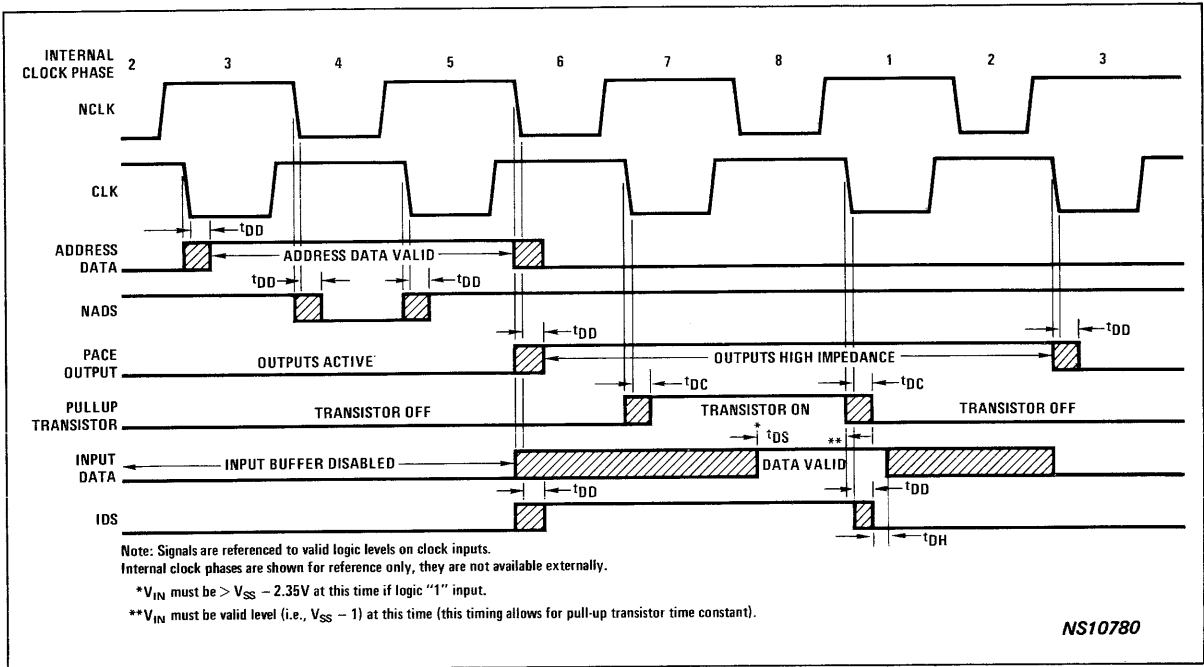 INTERNAL
CLOCK PHASE
2 3 4 5 6 7 8 1 2 3
NCLK
CLK
tDD
ADDRESS
DATA
ADDRESS DATA VALID
tDD tDD
NADS
tDD tDD
PACE
OUTPUT
OUTPUTS ACTIVE OUTPUTS HIGH IMPEDANCE
tDC tDC
PULLUP
TRANSISTOR
TRANSISTOR OFF TRANSISTOR ON TRANSISTOR OFF
* tDS **
INPUT
DATA
INPUT BUFFER DISABLED DATA VALID
tDD tDD
IDS
tDH
Note: Signals are referenced to valid logic levels on clock inputs.
Internal clock phases are shown for reference only, they are not available externally.
*VIN must be > VSS – 2.35V at this time if logic "1" input.
**VIN must be valid level (i.e., VSS – 1) at this time (this timing allows for pull-up transistor time constant).
NS10780